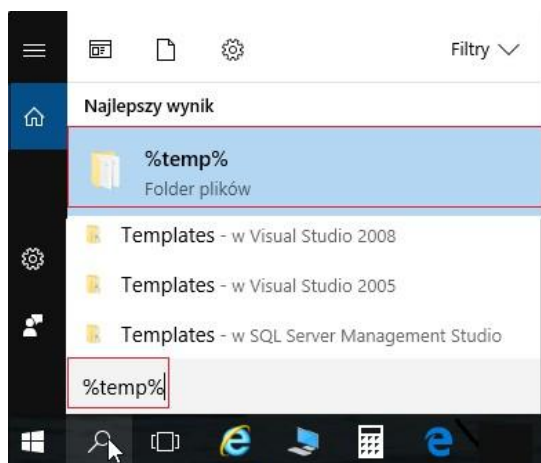 Filtry
Najlepszy wynik
%temp%
Folder plików
Templates - w Visual Studio 2008
Templates - w Visual Studio 2005
Templates - w SQL Server Management Studio
%temp%